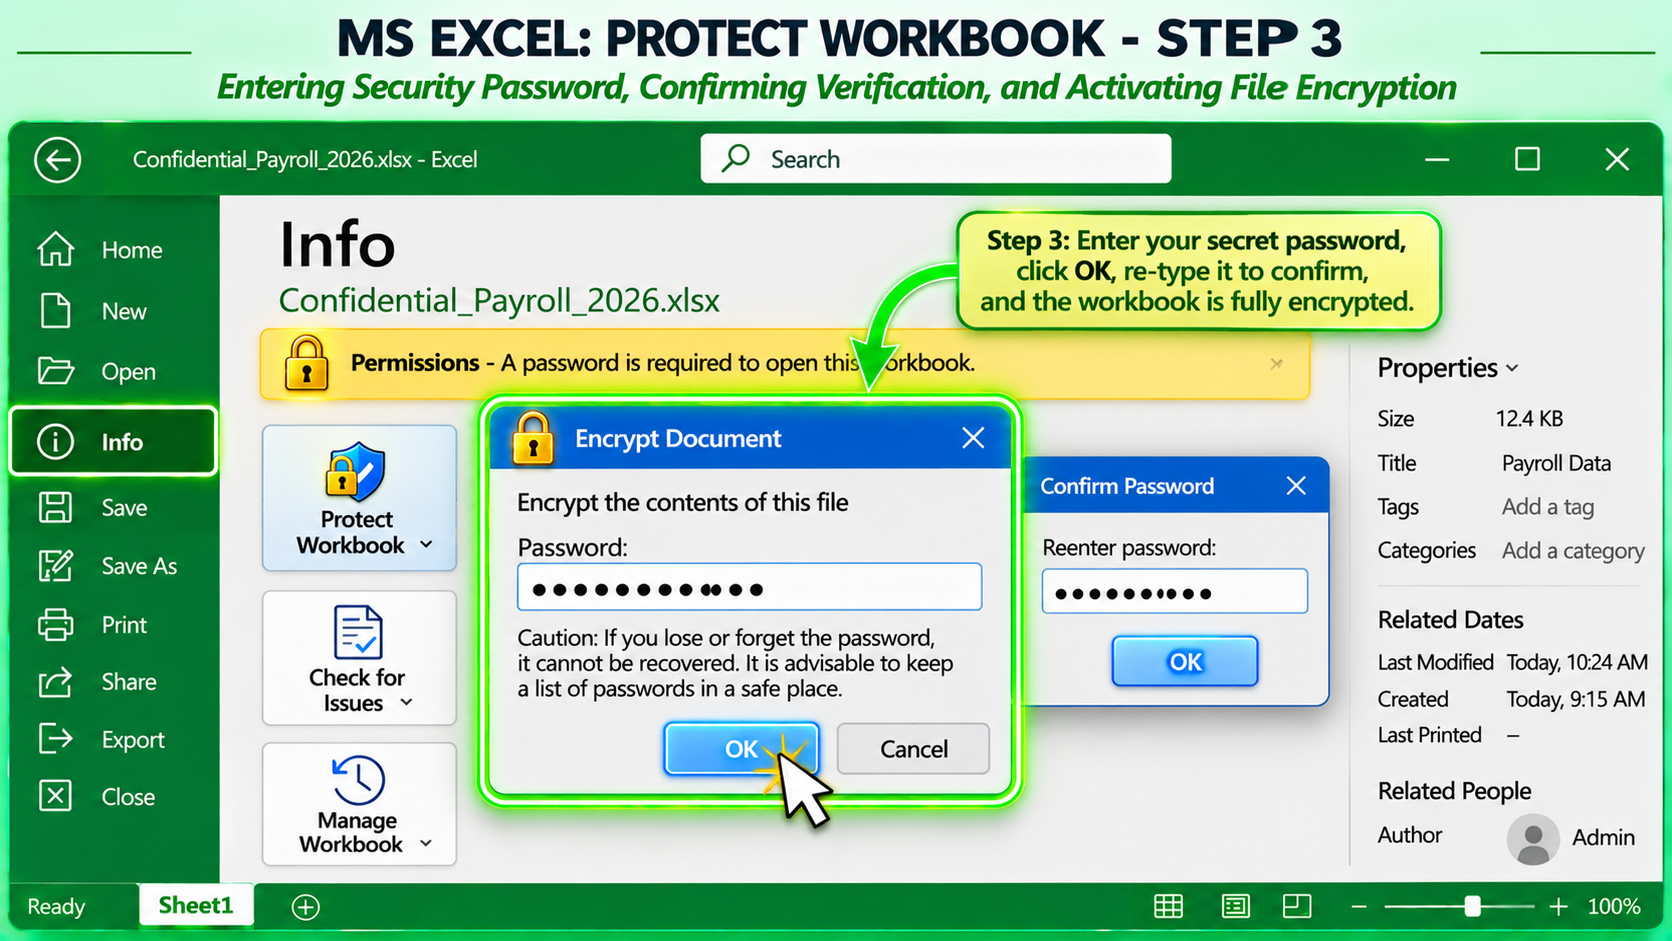 MS EXCEL: PROTECT WORKBOOK - STEP 3
Entering Security Password, Confirming Verification, and Activating File Encryption
Confidential_Payroll_2026.xlsx - Excel
Search
Home
New
Open
Info
Save
Save As
Print
Share
Export
Close
Info
Confidential_Payroll_2026.xlsx
Step 3: Enter your secret password,
click OK, re-type it to confirm,
and the workbook is fully encrypted.
Permissions - A password is required to open this workbook.
Protect
Workbook
Check for
Issues
Manage
Workbook
Encrypt Document
Encrypt the contents of this file
Password:
Caution: If you lose or forget the password,
it cannot be recovered. It is advisable to keep
a list of passwords in a safe place.
OK
Cancel
Confirm Password
Reenter password:
OK
Properties
Size 12.4 KB
Title Payroll Data
Tags Add a tag
Categories Add a category
Related Dates
Last Modified Today, 10:24 AM
Created Today, 9:15 AM
Last Printed –
Related People
Author Admin
Ready
Sheet1
100%